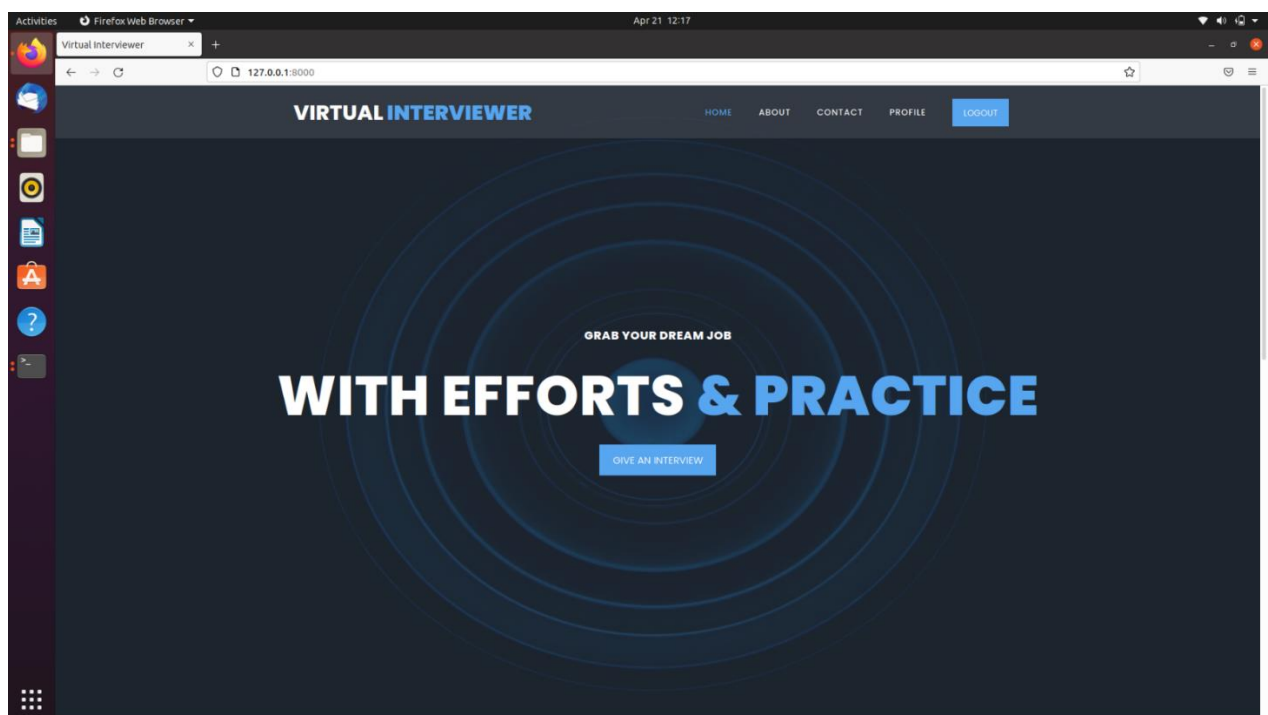 Activities Firefox Web Browser Apr 21 12:17
Virtual Interviewer
127.0.0.1:8000
VIRTUAL INTERVIEWER HOME ABOUT CONTACT PROFILE LOGOUT
GRAB YOUR DREAM JOB
WITH EFFORTS & PRACTICE
GIVE AN INTERVIEW